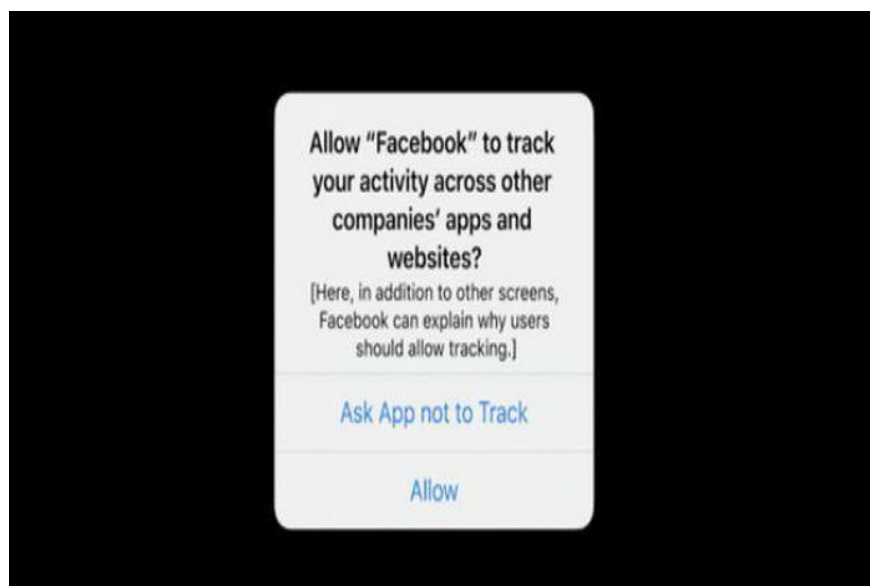 Allow “Facebook” to track
your activity across other
companies’ apps and
websites?
[Here, in addition to other screens,
Facebook can explain why users
should allow tracking.]
Ask App not to Track
Allow